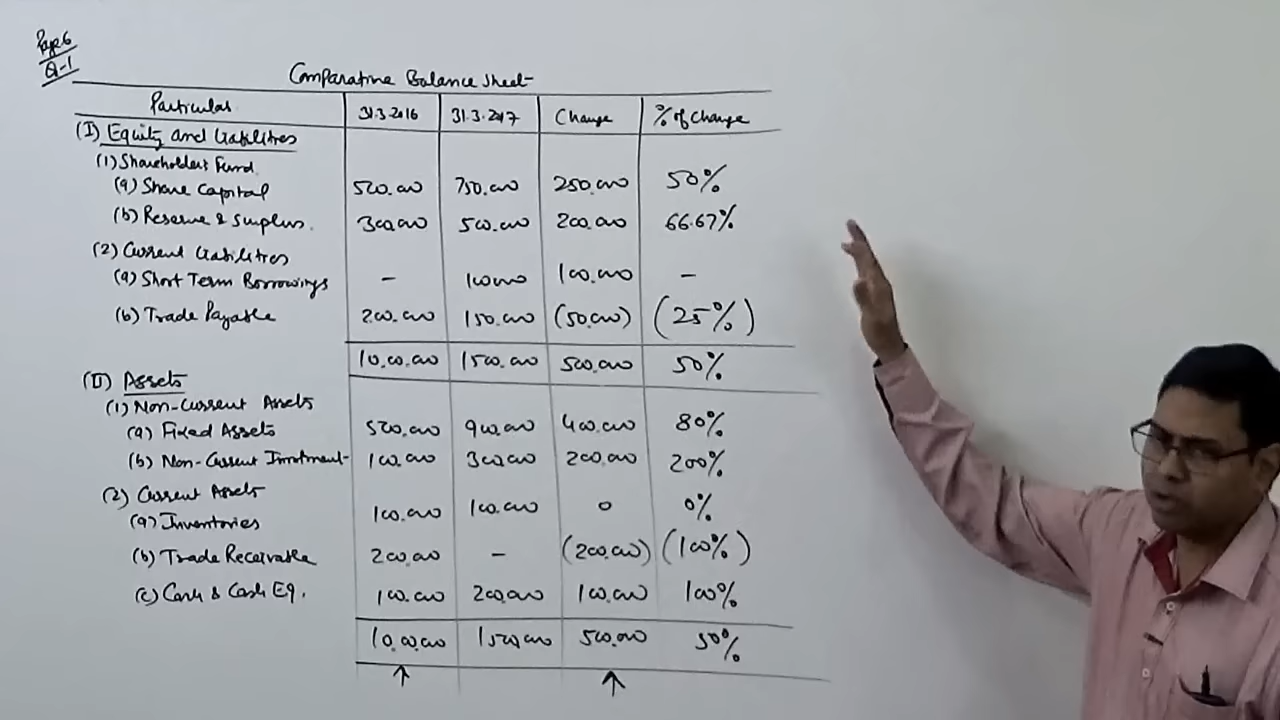 Page 6
Q-1
Comparative Balance Sheet
Particulars 31.3.2016 31.3.2017 Change % of Change
(I) Equity and Liabilities
(1) Shareholders Fund
(a) Share Capital 500,000 750,000 250,000 50%
(b) Reserve & Surplus. 300,000 500,000 200,000 66.67%
(2) Current Liabilities
(a) Short Term Borrowings - 100,000 100,000 -
(b) Trade Payable 200,000 150,000 (50,000) (25%)
10,00,000 1500,000 500,000 50%
(II) Assets
(1) Non-Current Assets
(a) Fixed Assets 500,000 900,000 400,000 80%
(b) Non-Current Investment 100,000 300,000 200,000 200%
(2) Current Assets
(a) Inventories 100,000 100,000 0 0%
(b) Trade Receivable 200,000 - (200,000) (100%)
(c) Cash & Cash Eq. 100,000 200,000 100,000 100%
10,00,000 1500,000 500,000 50%